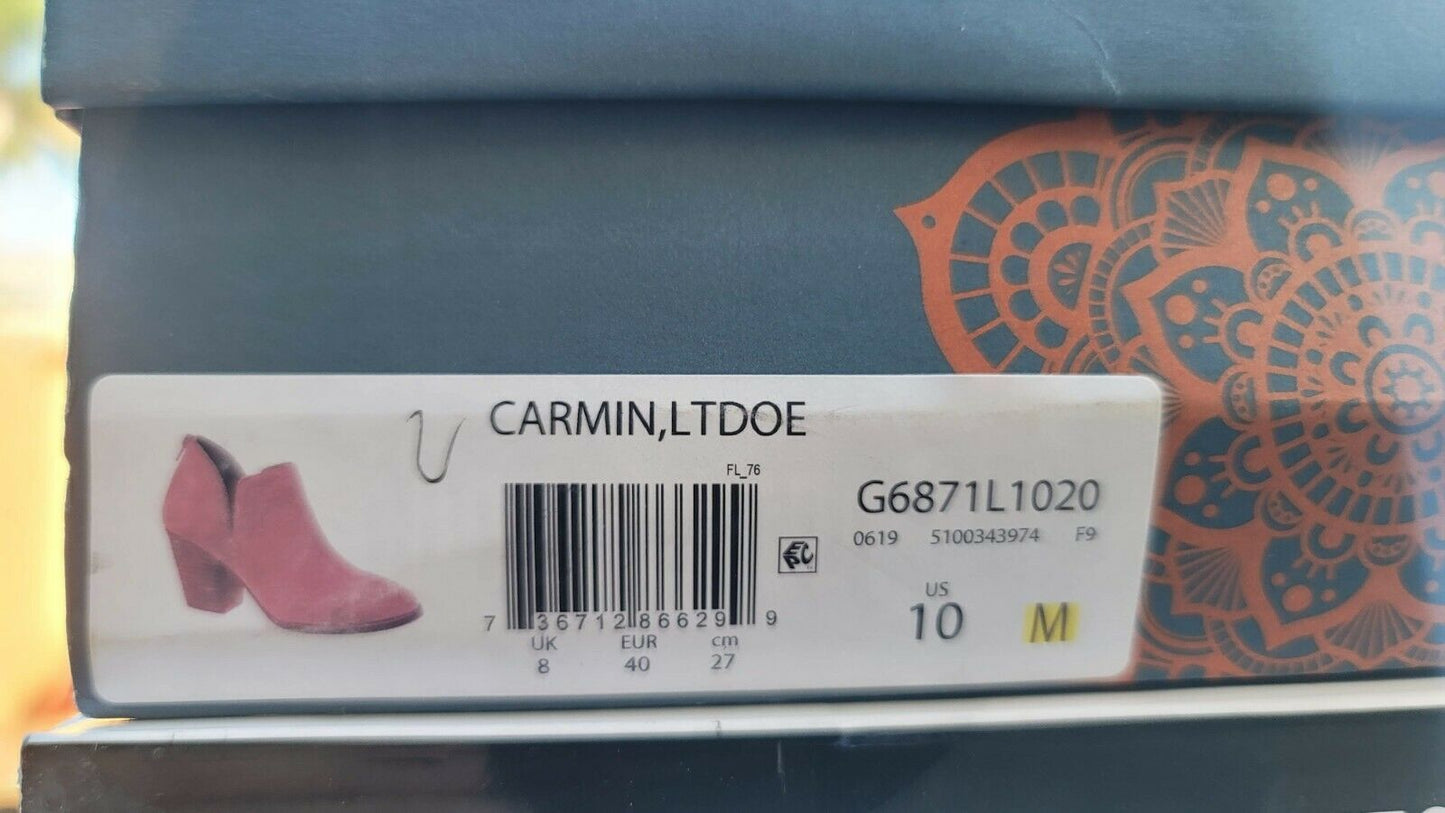 CARMIN,LTDOE
FL_76
G6871L1020
0619 5100343974 F9
EPC
7 36712 86629 9
UK EUR cm
8 40 27
US
10 M